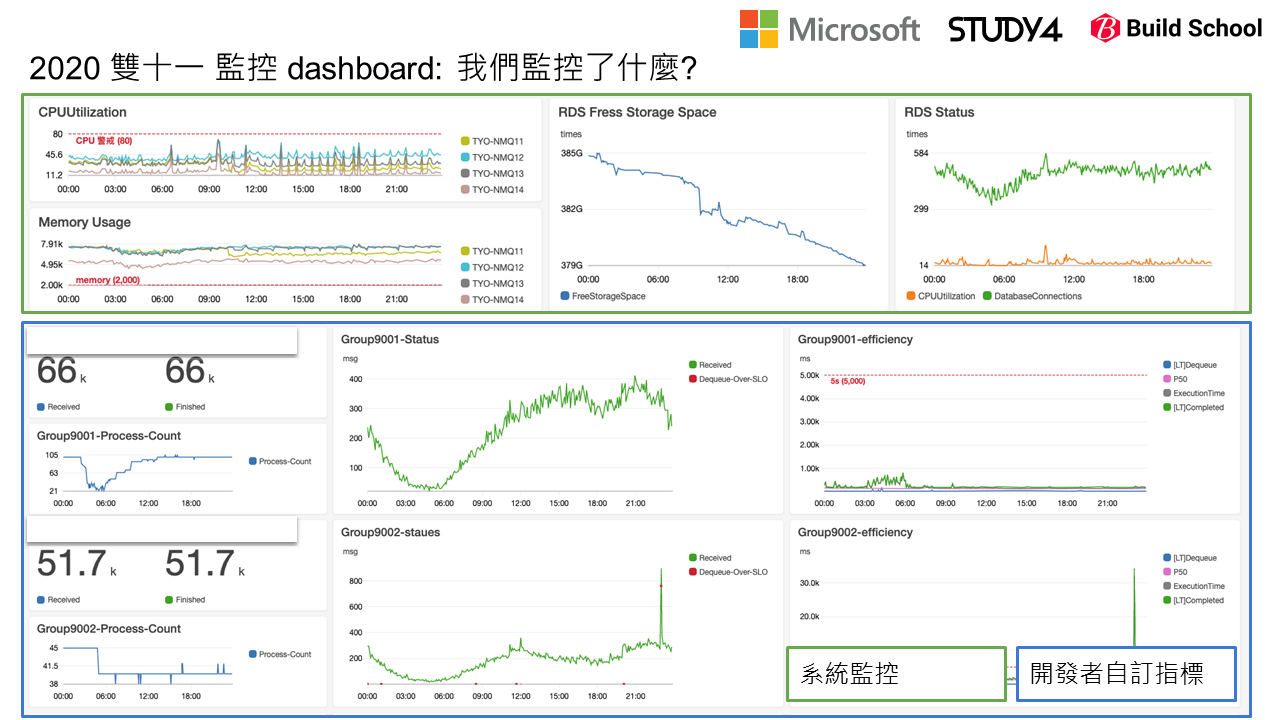 Microsoft
STUDY4
Build School
2020 雙十一 監控 dashboard: 我們監控了什麼?
CPUUtilization
80
45.6
11.2
CPU 警戒 (80)
00:00 03:00 06:00 09:00 12:00 15:00 18:00 21:00
TYO-NMQ11
TYO-NMQ12
TYO-NMQ13
TYO-NMQ14
Memory Usage
7.91k
4.95k
2.00k
memory (2,000)
00:00 03:00 06:00 09:00 12:00 15:00 18:00 21:00
TYO-NMQ11
TYO-NMQ12
TYO-NMQ13
TYO-NMQ14
RDS Fress Storage Space
times
385G
382G
379G
00:00 06:00 12:00 18:00
FreeStorageSpace
RDS Status
times
584
299
14
00:00 06:00 12:00 18:00
CPUUtilization DatabaseConnections
66 k 66 k
Received Finished
Group9001-Process-Count
105
63
21
00:00 06:00 12:00 18:00
Process-Count
Group9001-Status
msg
400
300
200
100
00:00 03:00 06:00 09:00 12:00 15:00 18:00 21:00
Received
Dequeue-Over-SLO
Group9001-efficiency
ms
5.00k
4.00k
3.00k
2.00k
1.00k
5s (5,000)
00:00 03:00 06:00 09:00 12:00 15:00 18:00 21:00
[LT]Dequeue
P50
ExecutionTime
[LT]Completed
51.7 k 51.7 k
Received Finished
Group9002-Process-Count
45
41.5
38
00:00 06:00 12:00 18:00
Process-Count
Group9002-staues
msg
800
600
400
200
00:00 03:00 06:00 09:00 12:00 15:00 18:00 21:00
Received
Dequeue-Over-SLO
Group9002-efficiency
ms
30.0k
20.0k
[LT]Dequeue
P50
ExecutionTime
[LT]Completed
系統監控
開發者自訂指標